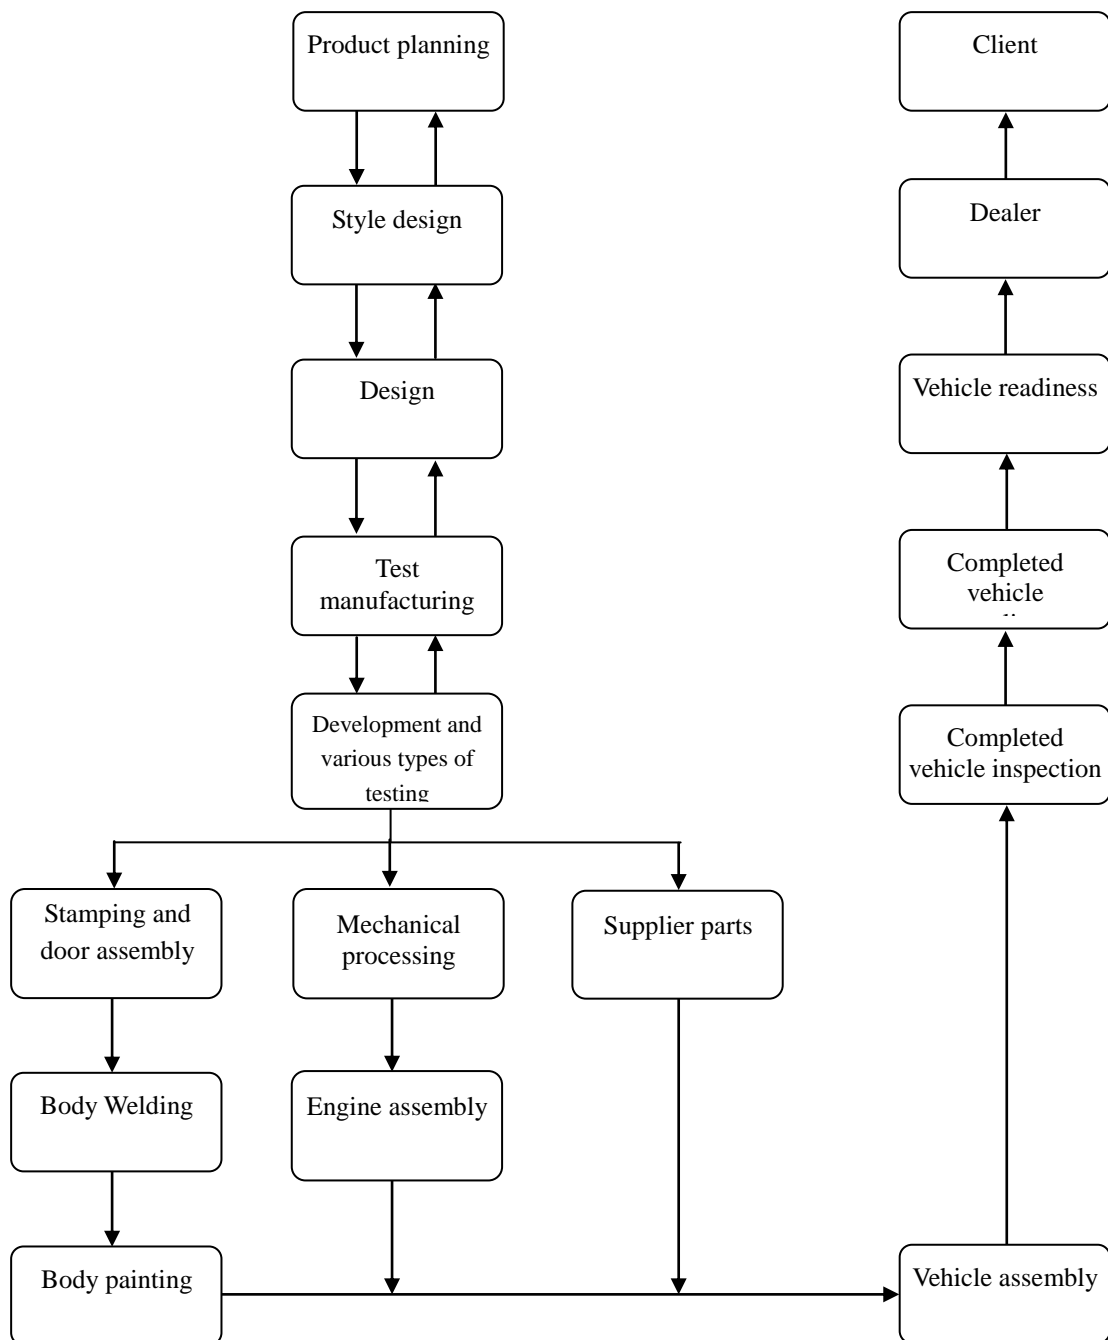 Product planning
Style design
Design
Test
manufacturing
Development and
various types of
testing
Stamping and
door assembly
Mechanical
processing
Supplier parts
Body Welding
Engine assembly
Body painting
Vehicle assembly
Completed
vehicle inspection
Completed
vehicle
Vehicle readiness
Dealer
Client